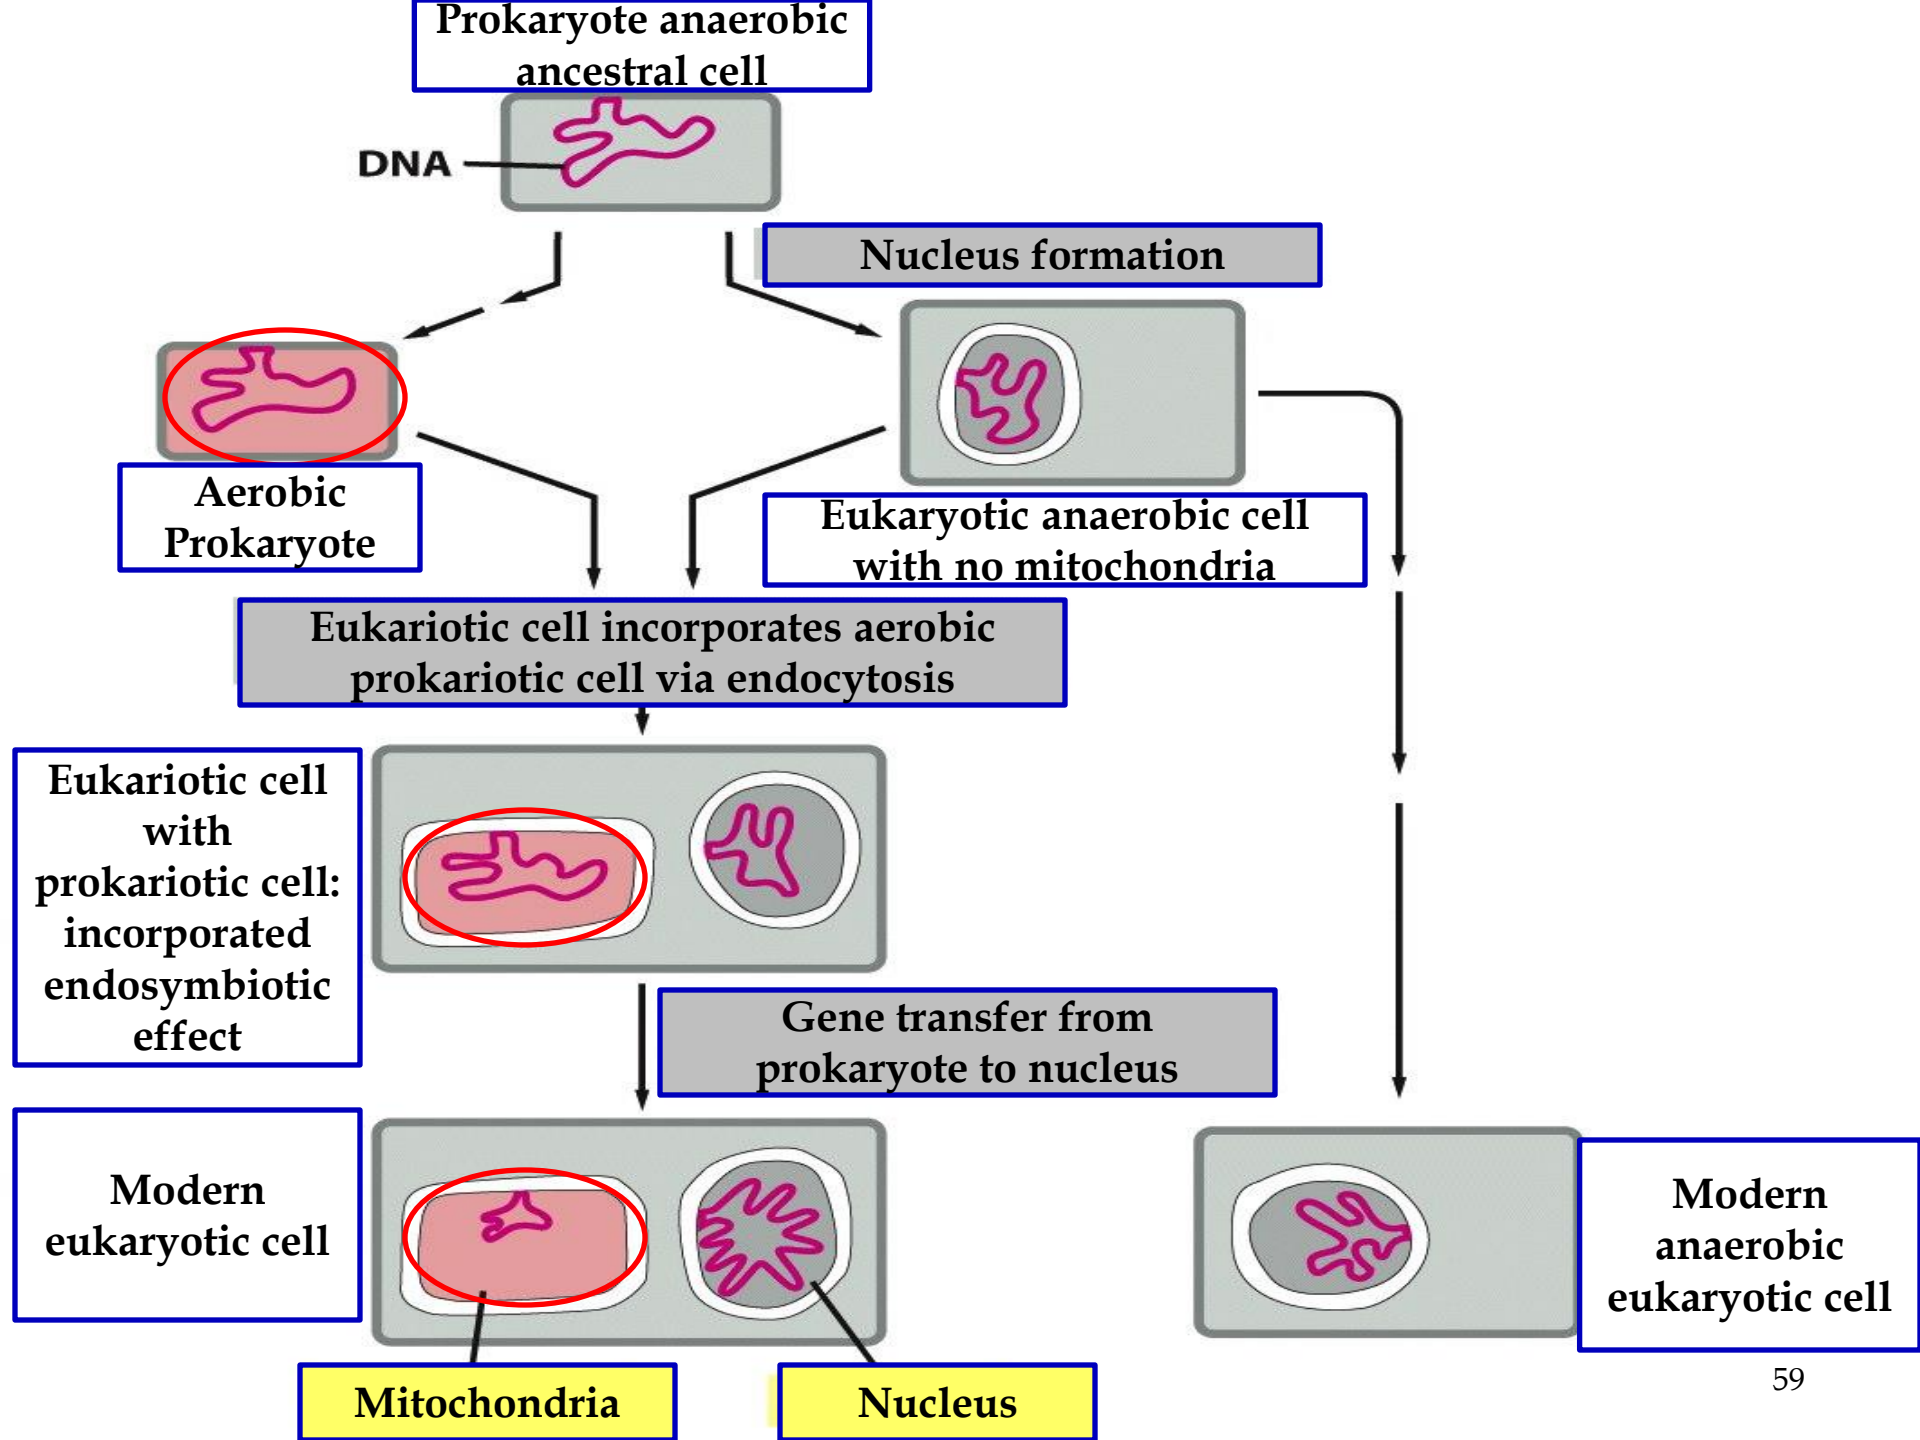 Prokaryote anaerobic
ancestral cell
DNA
Nucleus formation
Aerobic
Prokaryote
Eukaryotic anaerobic cell
with no mitochondria
Eukariotic cell incorporates aerobic
prokariotic cell via endocytosis
Eukariotic cell
with
prokariotic cell:
incorporated
endosymbiotic
effect
Gene transfer from
prokaryote to nucleus
Modern
eukaryotic cell
Modern
anaerobic
eukaryotic cell
Mitochondria
Nucleus
59